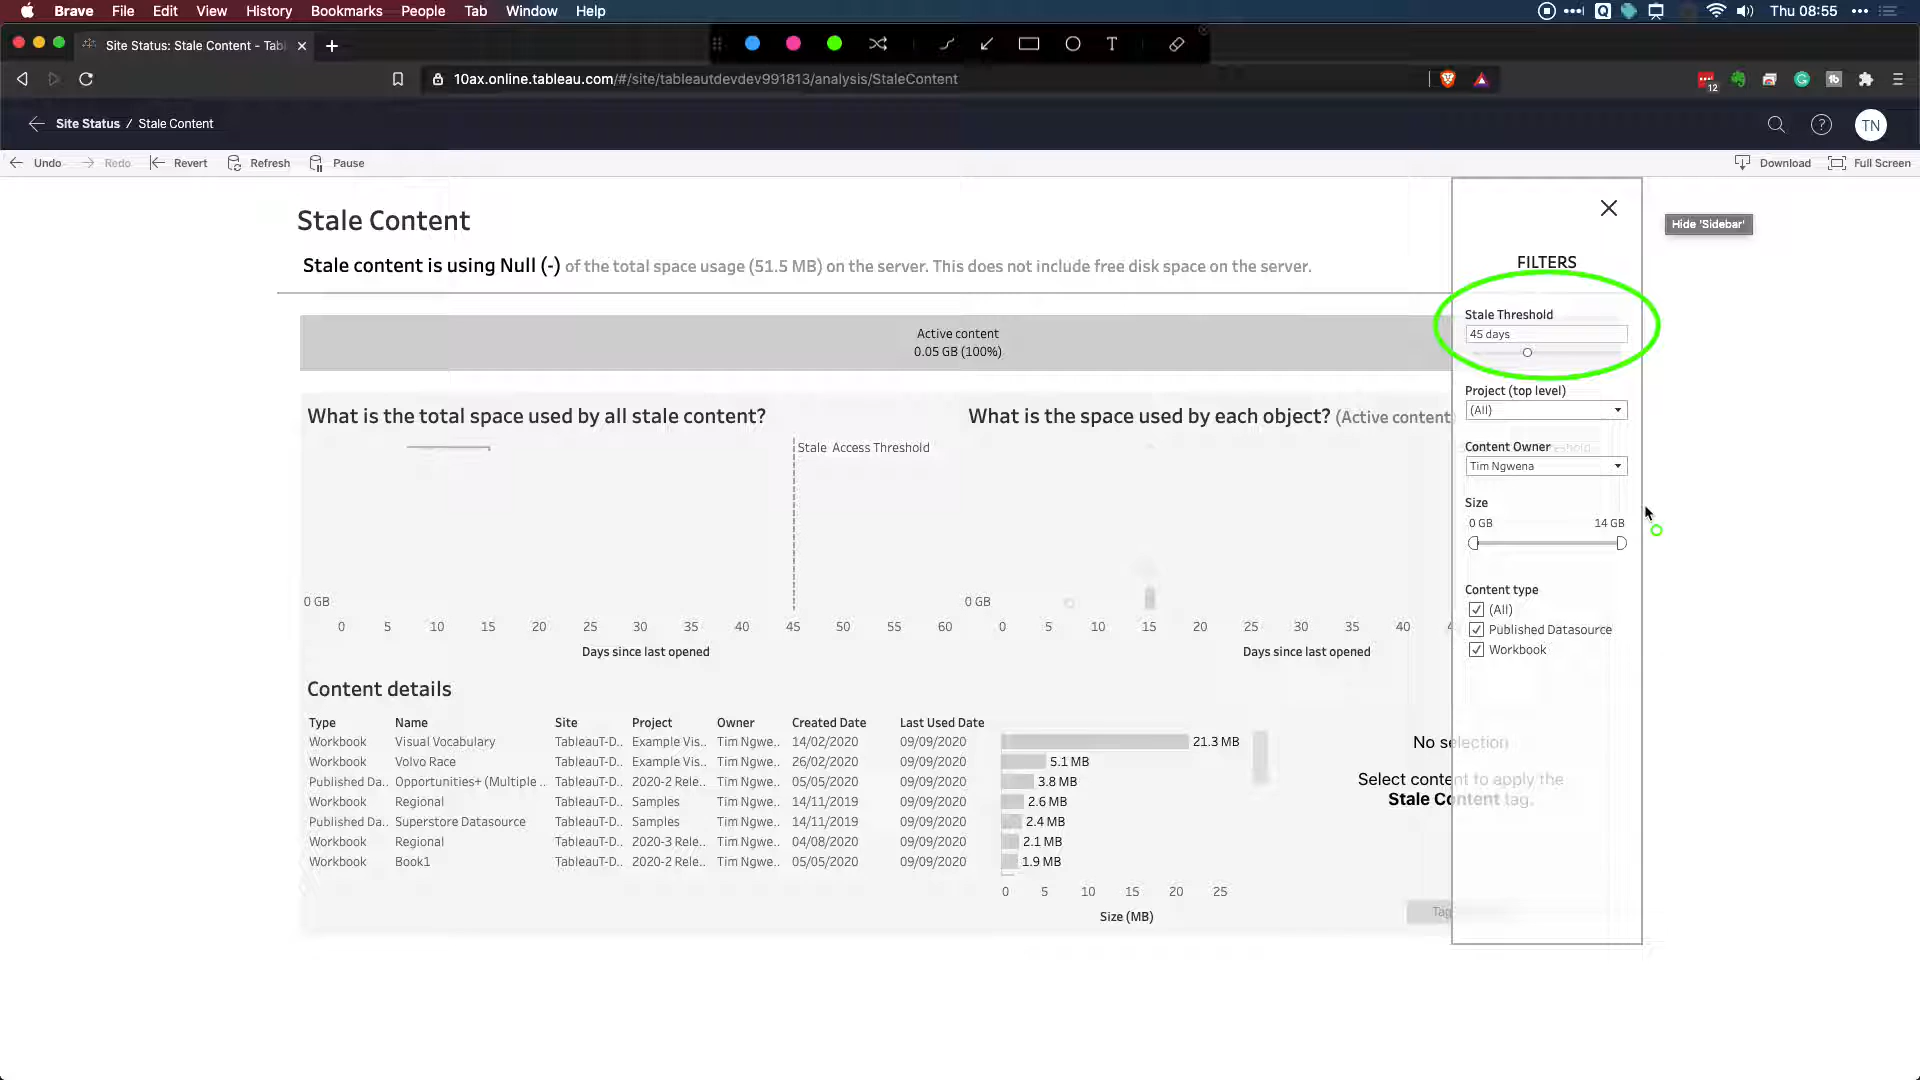 Brave File Edit View History Bookmarks People Tab Window Help
Thu 08:55
Site Status: Stale Content - Tabl
T
10ax.online.tableau.com/#/site/tableautdevdev991813/analysis/StaleContent
12
Site Status / Stale Content
TN
Undo Redo Revert Refresh Pause
Download Full Screen
Stale Content
Hide 'Sidebar'
Stale content is using Null (-) of the total space usage (51.5 MB) on the server. This does not include free disk space on the server.
FILTERS
Stale Threshold
45 days
Active content
0.05 GB (100%)
Project (top level)
(All)
What is the total space used by all stale content?
What is the space used by each object? (Active content
Content Owner
Tim Ngwena
Stale Access Threshold
Size
0 GB 14 GB
Content type
(All)
Published Datasource
Workbook
0 GB
0 5 10 15 20 25 30 35 40 45 50 55 60
Days since last opened
0 GB
0 5 10 15 20 25 30 35 40
Days since last opened
Content details
Type Name Site Project Owner Created Date Last Used Date
Workbook Visual Vocabulary TableauT-D.. Example Vis.. Tim Ngwe.. 14/02/2020 09/09/2020 21.3 MB
Workbook Volvo Race TableauT-D.. Example Vis.. Tim Ngwe.. 26/02/2020 09/09/2020 5.1 MB
Published Da.. Opportunities+ (Multiple .. TableauT-D.. 2020-2 Rele.. Tim Ngwe.. 05/05/2020 09/09/2020 3.8 MB
Workbook Regional TableauT-D.. Samples Tim Ngwe.. 14/11/2019 09/09/2020 2.6 MB
Published Da.. Superstore Datasource TableauT-D.. Samples Tim Ngwe.. 14/11/2019 09/09/2020 2.4 MB
Workbook Regional TableauT-D.. 2020-3 Rele.. Tim Ngwe.. 04/08/2020 09/09/2020 2.1 MB
Workbook Book1 TableauT-D.. 2020-2 Rele.. Tim Ngwe.. 05/05/2020 09/09/2020 1.9 MB
0 5 10 15 20 25
Size (MB)
No selection
Select content to apply the
Stale Content tag.
Tag